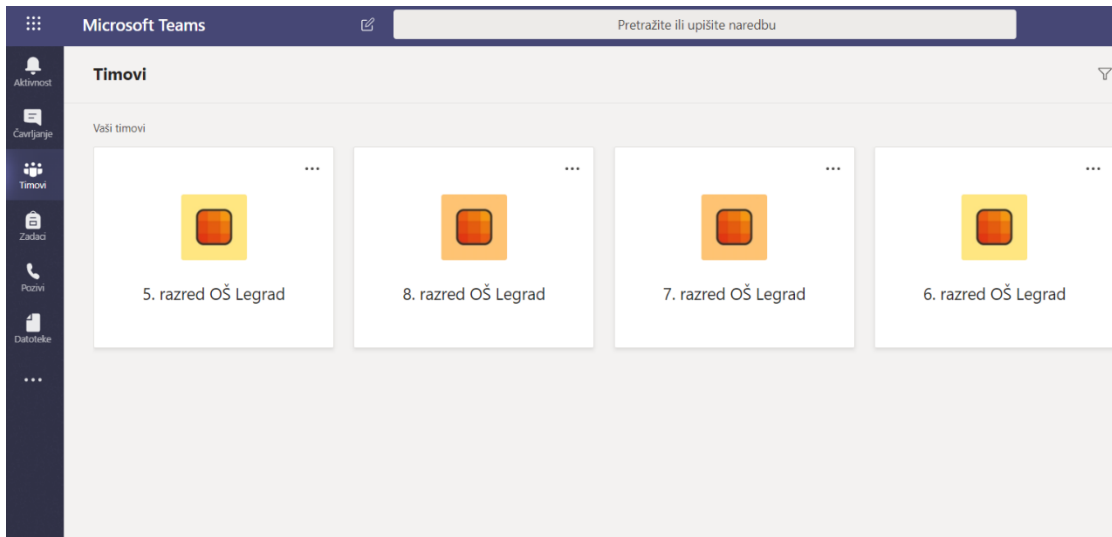 Microsoft Teams
Pretražite ili upišite naredbu
Aktivnost
Čavrljanje
Timovi
Zadaci
Pozivi
Datoteke
Timovi
Vaši timovi
5. razred OŠ Legrad
8. razred OŠ Legrad
7. razred OŠ Legrad
6. razred OŠ Legrad